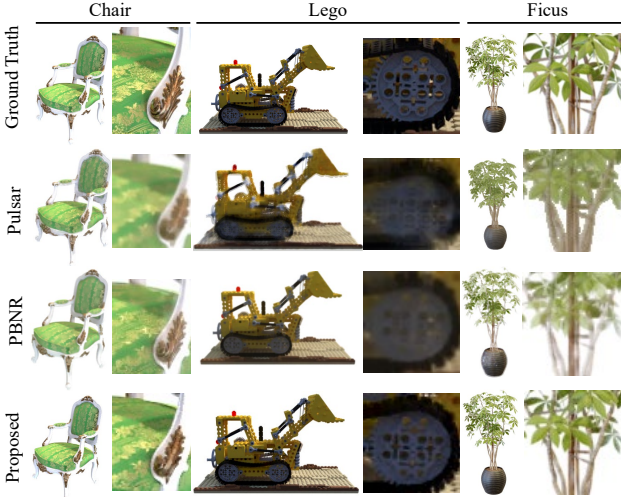 Chair Lego Ficus
Ground Truth
Pulsar
PBNR
Proposed